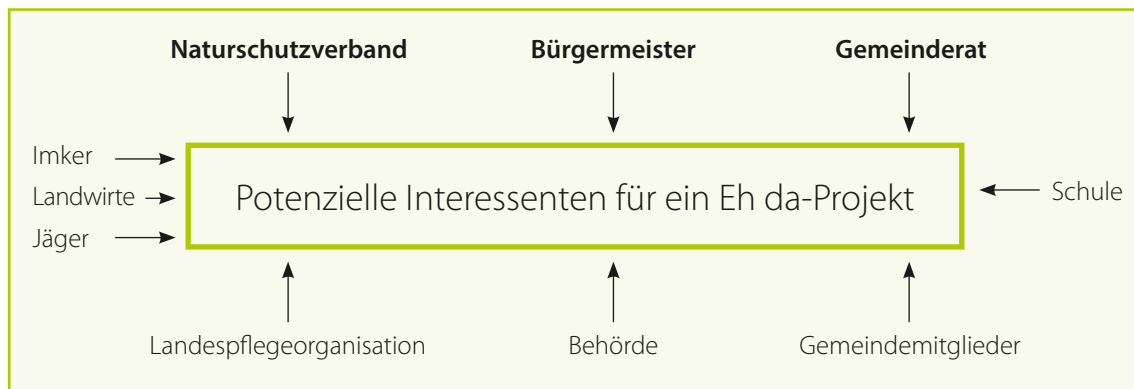 Naturschutzverband Bürgermeister Gemeinderat
Imker
Landwirte
Jäger
Potenzielle Interessenten für ein Eh da-Projekt
Schule
Landespflegeorganisation Behörde Gemeindemitglieder